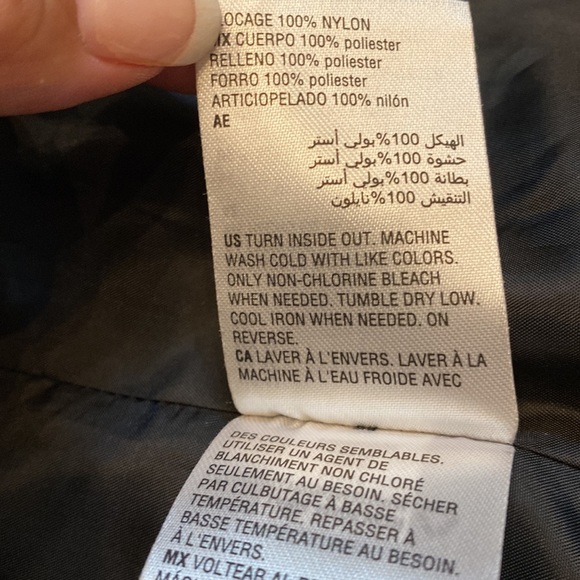 LOCAGE 100% NYLON
MX CUERPO 100% poliester
RELLENO 100% poliester
FORRO 100% poliester
ARTICIOPELADO 100% nilón
AE
الهيكل 100%بولي أستر
حشوة 100%بولي أستر
بطانة 100%بولي أستر
التنقيش 100%نابلون
US TURN INSIDE OUT. MACHINE
WASH COLD WITH LIKE COLORS.
ONLY NON-CHLORINE BLEACH
WHEN NEEDED. TUMBLE DRY LOW.
COOL IRON WHEN NEEDED. ON
REVERSE.
CA LAVER À L'ENVERS. LAVER À LA
MACHINE À L'EAU FROIDE AVEC
DES COULEURS SEMBLABLES.
UTILISER UN AGENT DE
BLANCHIMENT NON CHLORÉ
SEULEMENT AU BESOIN. SÉCHER
PAR CULBUTAGE À BASSE
TEMPÉRATURE. REPASSER À
BASSE TEMPÉRATURE AU BESOIN.
À L'ENVERS.
MX VOLTEAR AL